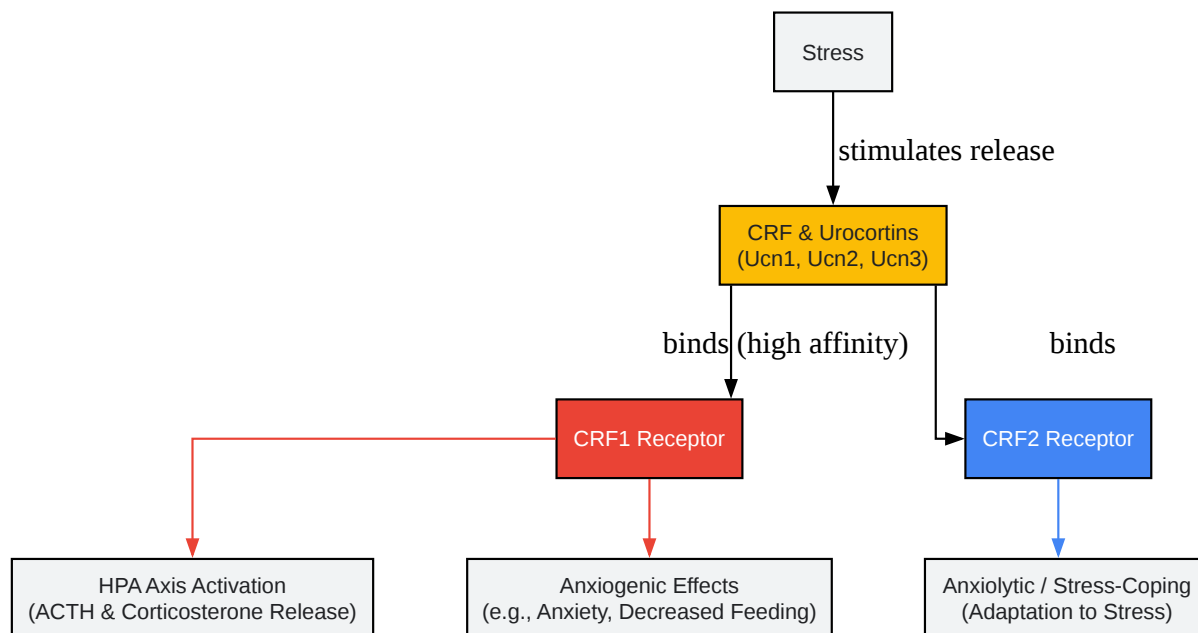 Stress
stimulates release
CRF & Urocortins
(Ucn1, Ucn2, Ucn3)
binds (high affinity)
binds
CRF1 Receptor
CRF2 Receptor
HPA Axis Activation
(ACTH & Corticosterone Release)
Anxiogenic Effects
(e.g., Anxiety, Decreased Feeding)
Anxiolytic / Stress-Coping
(Adaptation to Stress)